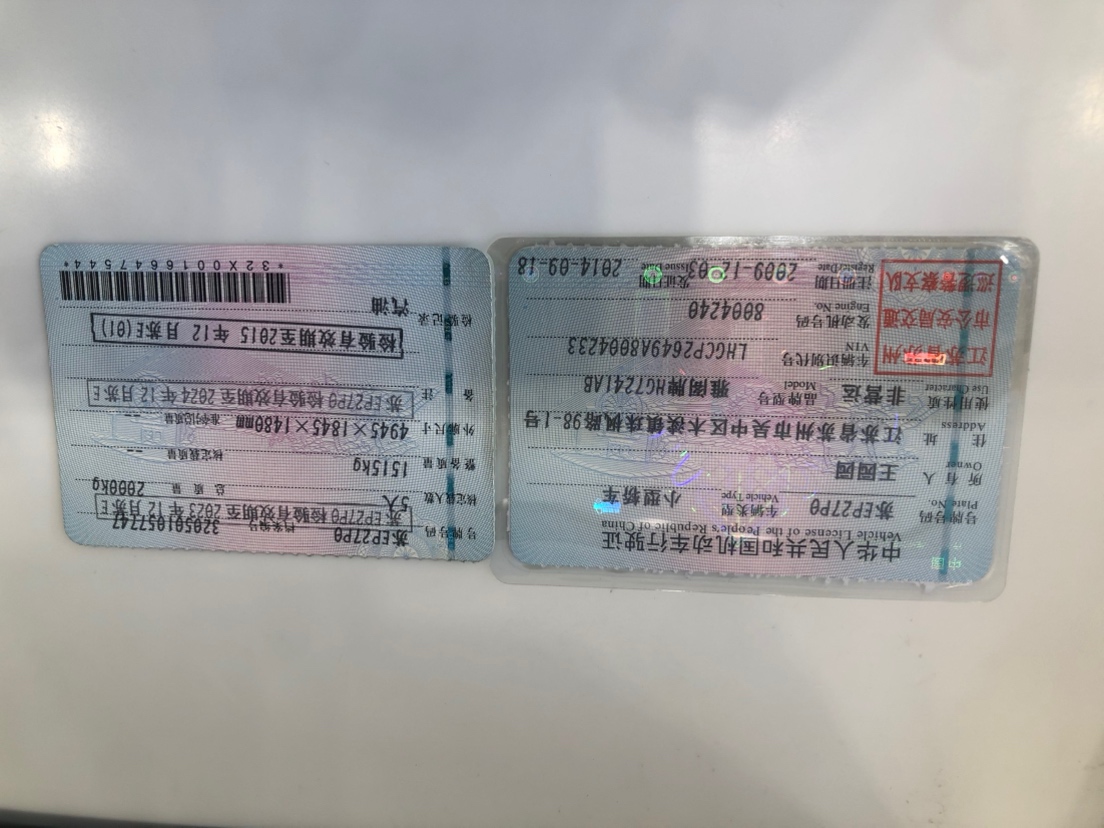 中华人民共和国机动车行驶证
Vehicle License of the People's Republic of China
号牌号码 Plate No. 苏EP27P0 车辆类型 Vehicle Type 小型轿车
所有人 Owner 王园园
住址 Address 江苏省苏州市吴中区木渎镇珠枫路98-1号
使用性质 Use Character 非营运 品牌型号 Model 雅阁牌HG7241AB
江苏省苏州
市公安局交通
巡逻警察支队
车辆识别代号 VIN LHGCP2649A8004233
发动机号码 Engine No. 8004240
注册日期 Register Date 2009-12-03 发证日期 Issue Date 2014-09-18
中国
号牌号码 苏EP27P0 档案编号 320501057747
苏EP27P0 检验有效期至2023年12月苏E
核定载人数 5人 总质量 2000kg
整备质量 1515kg 核定载质量 --
外廓尺寸 4945×1845×1480mm 准牵引总质量 --
备注 苏EP27P0 检验有效期至2024年12月苏E
检验有效期至2015年12月苏E(01)
检验记录 汽油
*32X0016647544*